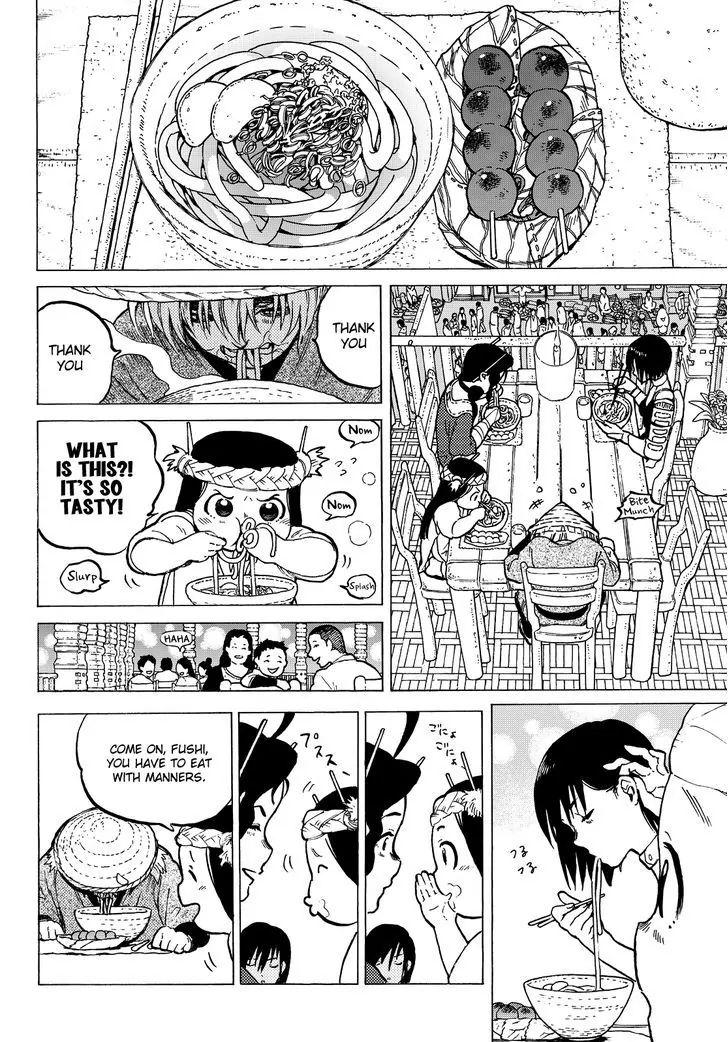 Bite
Munch
THANK
YOU
THANK
YOU
Nom
Nom
WHAT
IS THIS?!
IT'S SO
TASTY!
Slurp
Splash
HAHA
つる
つる
ごにょ
ごにょ
プスス
COME ON, FUSHI,
YOU HAVE TO EAT
WITH MANNERS.